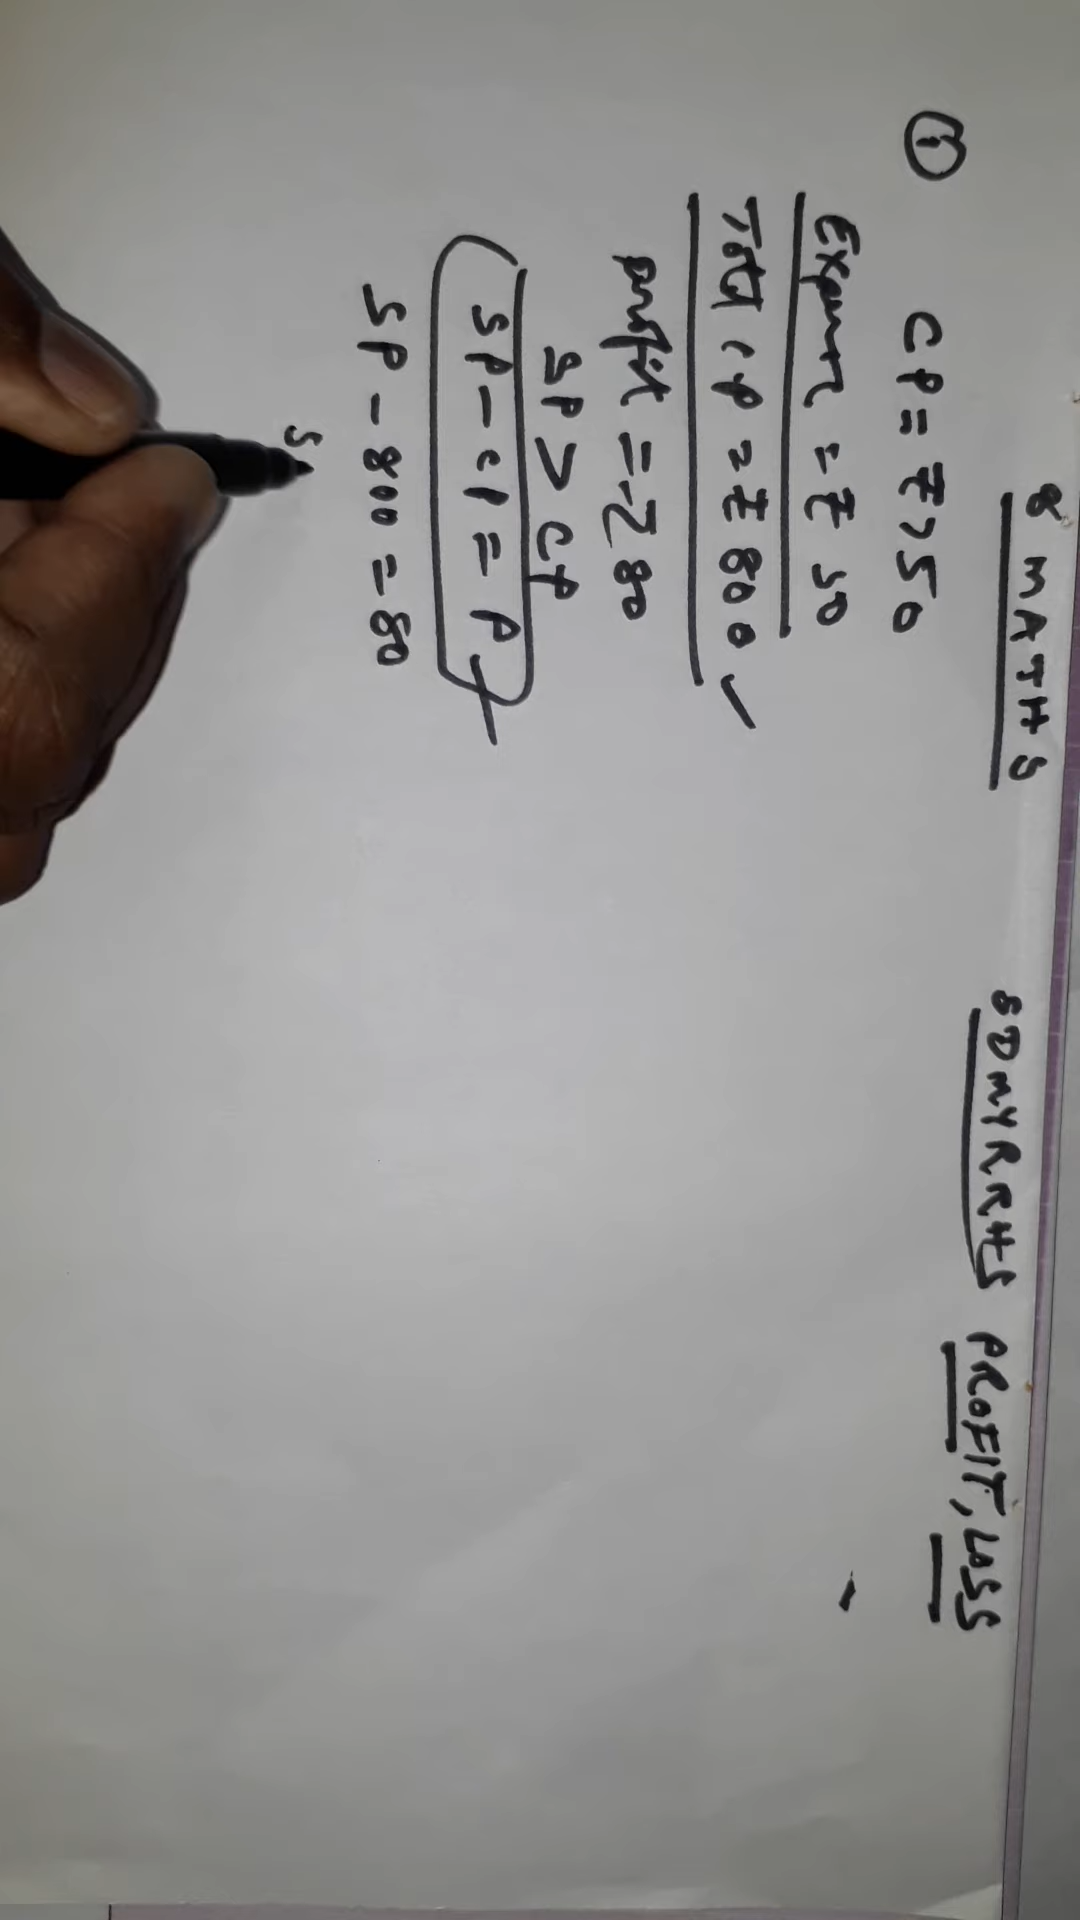 8 MATHS SDMYRRHS PROFIT, LOSS
① CP = ₹750
Expenses = ₹ 50
Total CP = ₹ 800 ✓
profit = ₹ 80
SP > CP
SP - CP = P
SP - 800 = 80
S